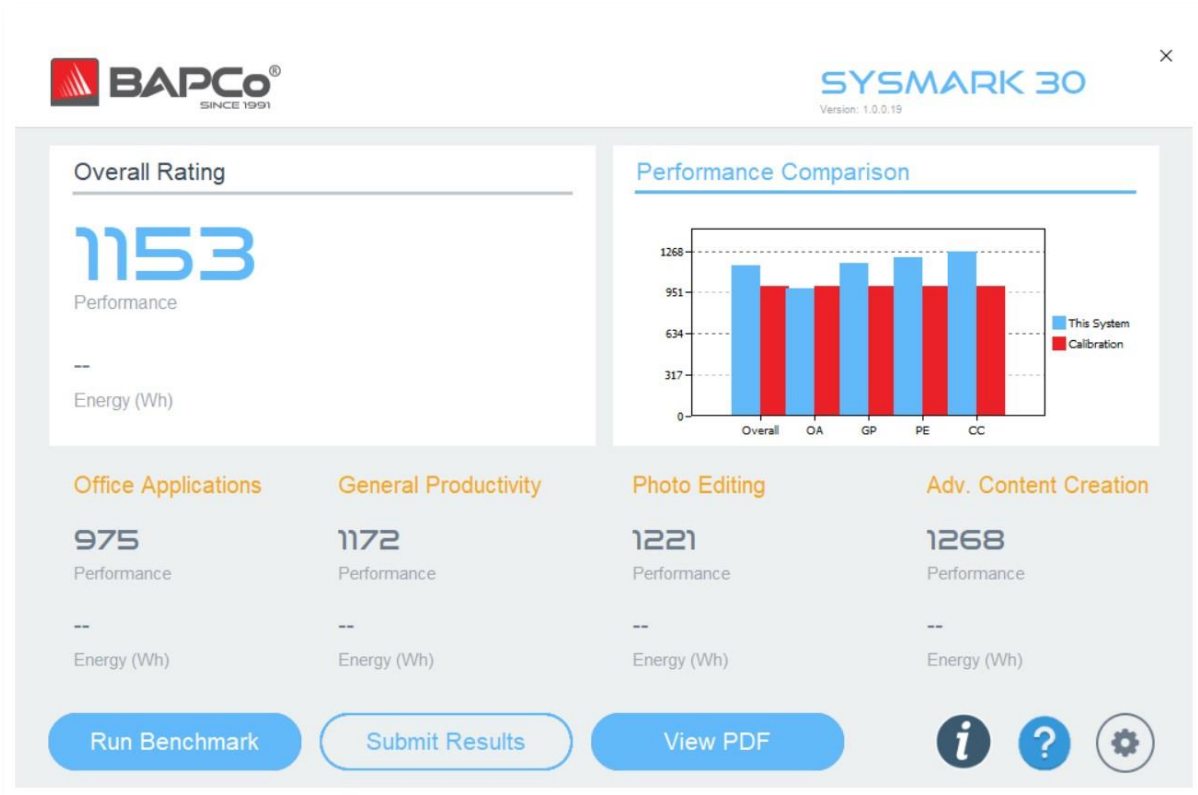 BAPCo®
SINCE 1991
SYSMARK 30
Version: 1.0.0.19
×
Overall Rating
1153
Performance
--
Energy (Wh)
Performance Comparison
1268
951
634
317
0
Overall OA GP PE CC
This System
Calibration
Office Applications
975
Performance
--
Energy (Wh)
General Productivity
1172
Performance
--
Energy (Wh)
Photo Editing
1221
Performance
--
Energy (Wh)
Adv. Content Creation
1268
Performance
--
Energy (Wh)
Run Benchmark
Submit Results
View PDF
i
?